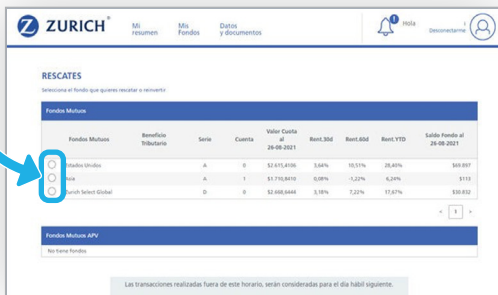 ZURICH®
Mi resumen
Mis Fondos
Datos y documentos
1
Hola
Desconectarme
RESCATES
Selecciona el fondo que quieres rescatar o reinvertir
Fondos Mutuos
Fondos Mutuos Beneficio Tributario Serie Cuenta Valor Cuota al 26-08-2021 Rent.30d Rent.60d Rent.YTD Saldo Fondo al 26-08-2021
Estados Unidos A 0 $2.615,4106 3,64% 10,51% 28,40% $69.897
Asia A 1 $1.710,8410 0,08% -1,22% 6,24% $113
Zurich Select Global D 0 $2.668,6444 3,18% 7,22% 17,67% $30.832
« 1 »
Fondos Mutuos APV
No tiene Fondos
Las transacciones realizadas fuera de este horario, serán consideradas para el día hábil siguiente.